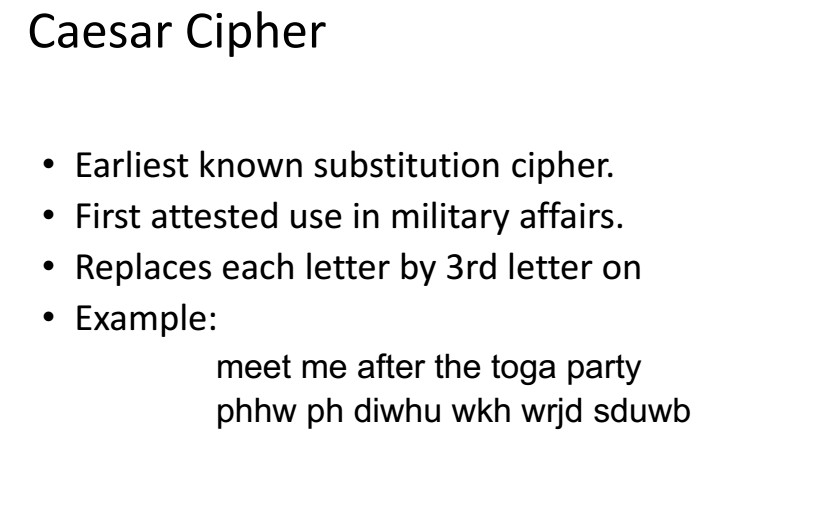 Caesar Cipher
• Earliest known substitution cipher.
• First attested use in military affairs.
• Replaces each letter by 3rd letter on
• Example:
meet me after the toga party
phhw ph diwhu wkh wrjd sduwb